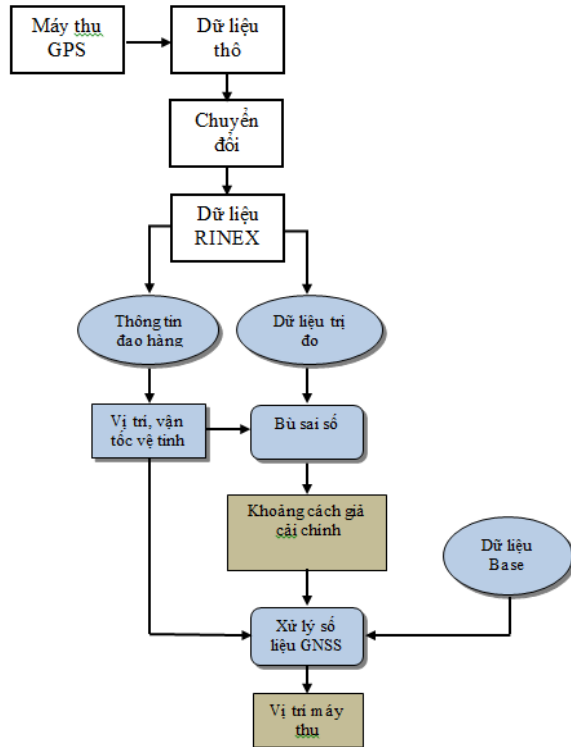 Máy thu
GPS
Dữ liệu
thô
Chuyển
đổi
Dữ liệu
RINEX
Thông tin
đạo hàng
Dữ liệu trị
đo
Vị trí, vận
tốc vệ tinh
Bù sai số
Khoảng cách giả
cải chính
Dữ liệu
Base
Xử lý số
liệu GNSS
Vị trí máy
thu